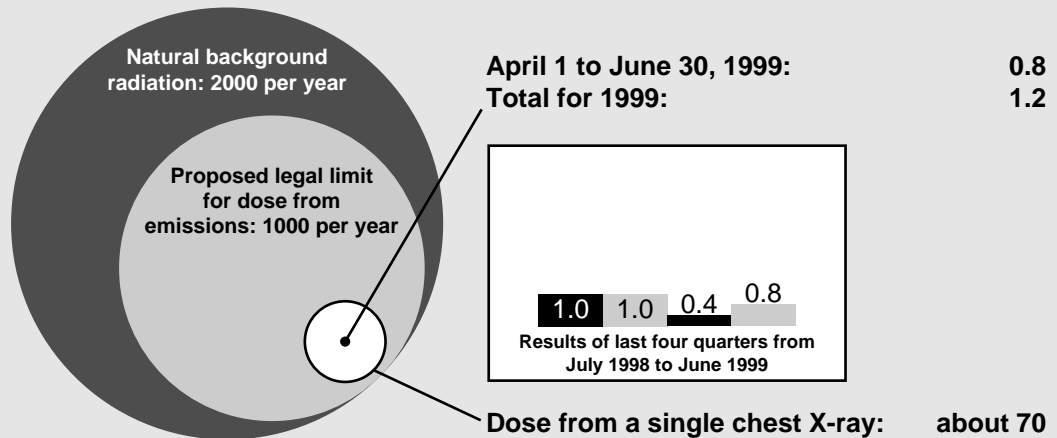 Natural background
radiation: 2000 per year
Proposed legal limit
for dose from
emissions: 1000 per year
April 1 to June 30, 1999: 0.8
Total for 1999: 1.2
1.0 1.0 0.4 0.8
Results of last four quarters from
July 1998 to June 1999
Dose from a single chest X-ray: about 70